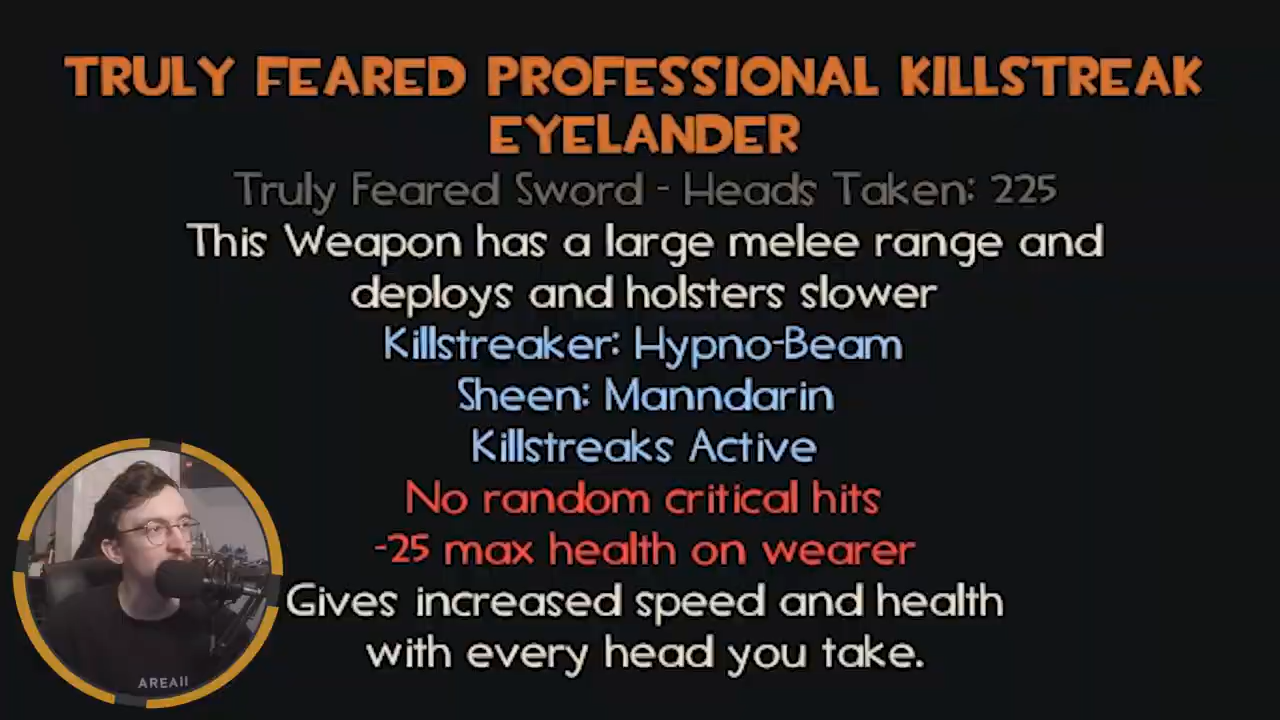 TRULY FEARED PROFESSIONAL KILLSTREAK
EYELANDER
Truly Feared Sword - Heads Taken: 225
This Weapon has a large melee range and
deploys and holsters slower
Killstreaker: Hypno-Beam
Sheen: Manndarin
Killstreaks Active
No random critical hits
-25 max health on wearer
Gives increased speed and health
with every head you take.
AREA11